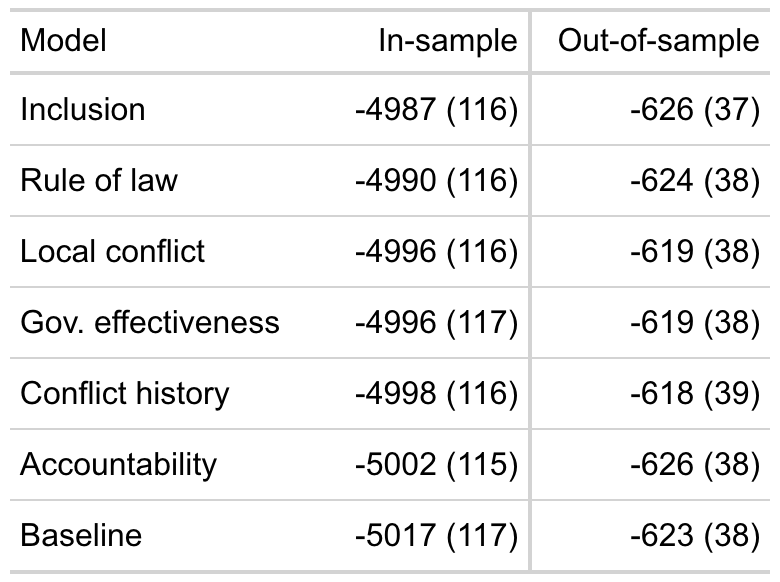 Model In-sample Out-of-sample
Inclusion -4987 (116) -626 (37)
Rule of law -4990 (116) -624 (38)
Local conflict -4996 (116) -619 (38)
Gov. effectiveness -4996 (117) -619 (38)
Conflict history -4998 (116) -618 (39)
Accountability -5002 (115) -626 (38)
Baseline -5017 (117) -623 (38)